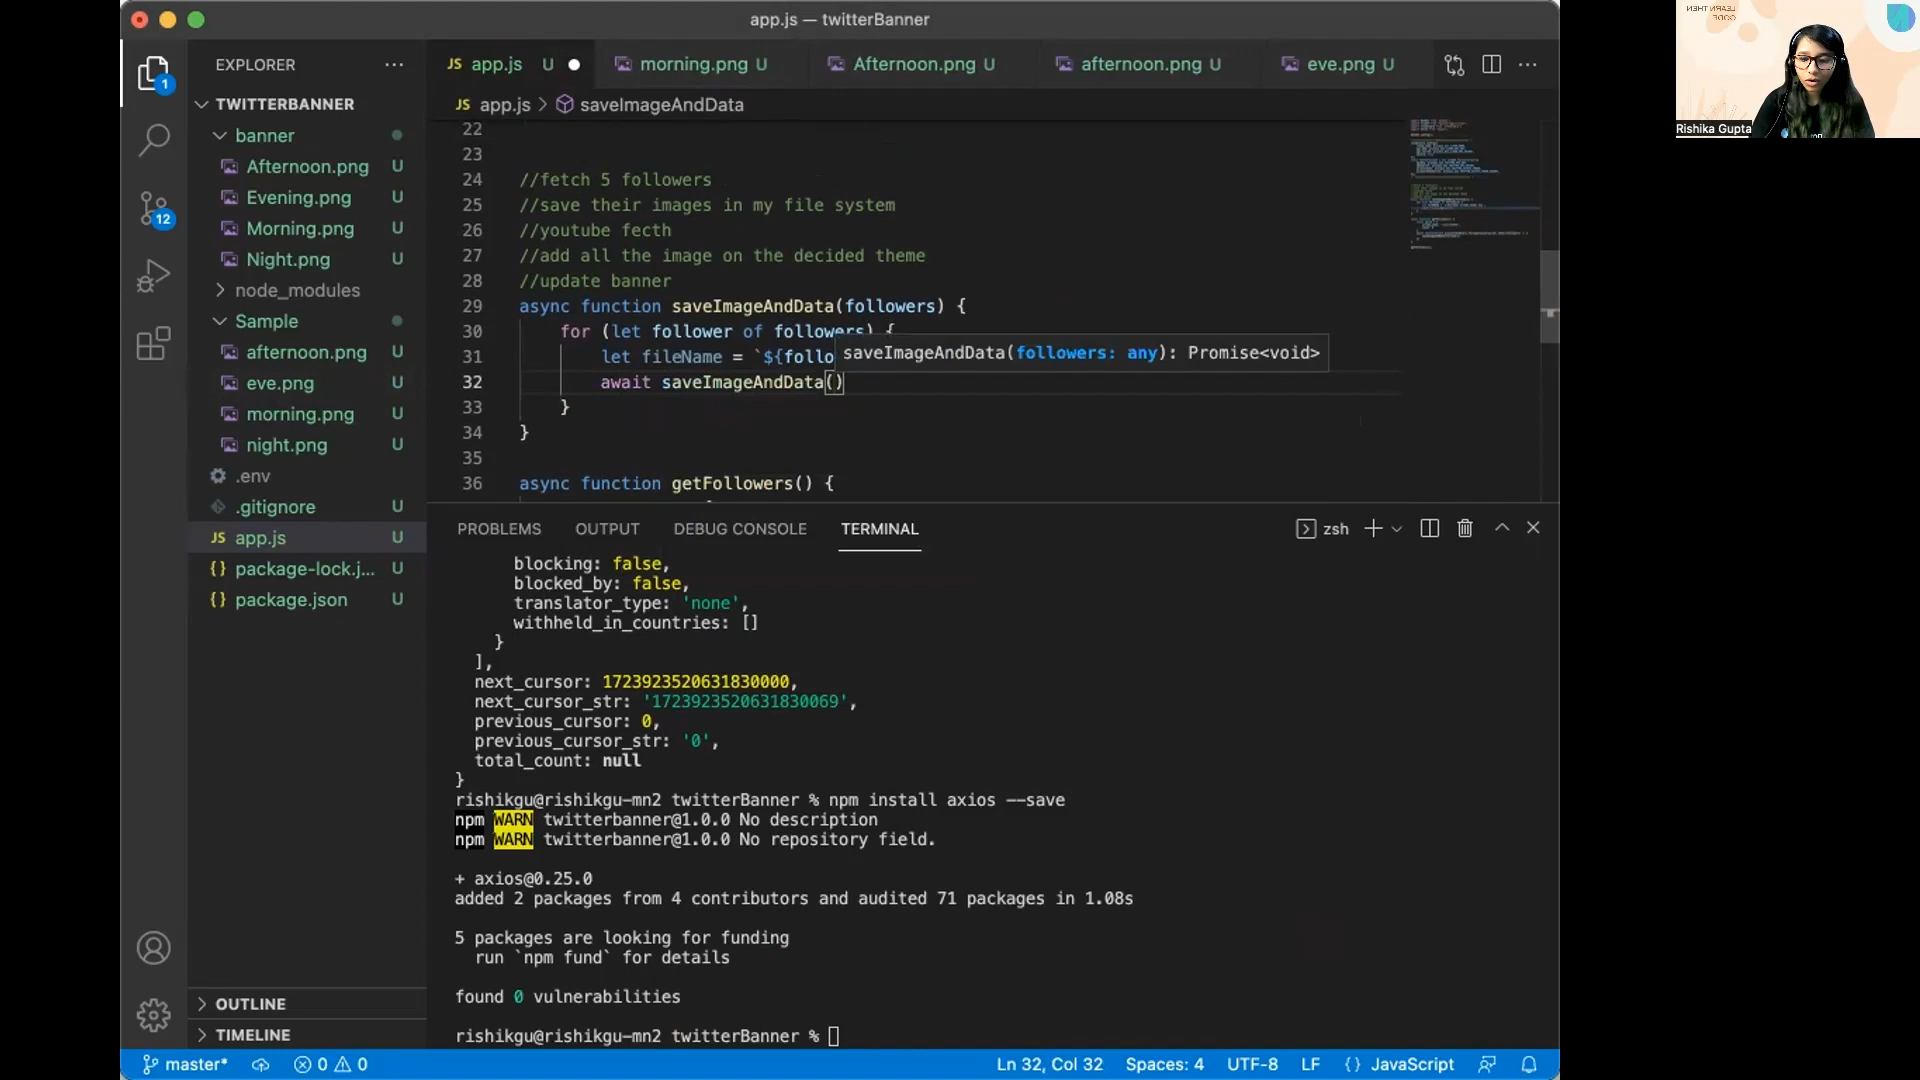 app.js — twitterBanner
LEARN THEN
CODE
Rishika Gupta
EXPLORER
TWITTERBANNER
banner
Afternoon.png U
Evening.png U
Morning.png U
Night.png U
node_modules
Sample
afternoon.png U
eve.png U
morning.png U
night.png U
.env
.gitignore U
JS app.js U
{} package-lock.j... U
{} package.json U
OUTLINE
TIMELINE
1
12
JS app.js U
morning.png U
Afternoon.png U
afternoon.png U
eve.png U
JS app.js > saveImageAndData
22
23
24 //fetch 5 followers
25 //save their images in my file system
26 //youtube fecth
27 //add all the image on the decided theme
28 //update banner
29 async function saveImageAndData(followers) {
30 for (let follower of followers) {
31 let fileName = `${follo
saveImageAndData(followers: any): Promise<void>
32 await saveImageAndData()
33 }
34 }
35
36 async function getFollowers() {
PROBLEMS OUTPUT DEBUG CONSOLE TERMINAL
zsh
blocking: false,
blocked_by: false,
translator_type: 'none',
withheld_in_countries: []
}
],
next_cursor: 1723923520631830000,
next_cursor_str: '1723923520631830069',
previous_cursor: 0,
previous_cursor_str: '0',
total_count: null
}
rishikgu@rishikgu-mn2 twitterBanner % npm install axios --save
npm WARN twitterbanner@1.0.0 No description
npm WARN twitterbanner@1.0.0 No repository field.
+ axios@0.25.0
added 2 packages from 4 contributors and audited 71 packages in 1.08s
5 packages are looking for funding
run `npm fund` for details
found 0 vulnerabilities
rishikgu@rishikgu-mn2 twitterBanner %
master* 0 0
Ln 32, Col 32 Spaces: 4 UTF-8 LF {} JavaScript